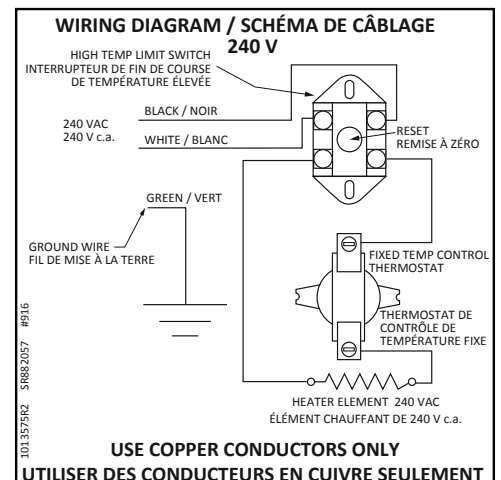 WIRING DIAGRAM / SCHÉMA DE CÂBLAGE
240 V
HIGH TEMP LIMIT SWITCH
INTERRUPTEUR DE FIN DE COURSE
DE TEMPÉRATURE ÉLEVÉE
BLACK / NOIR
240 VAC
240 V c.a.
WHITE / BLANC
RESET
REMISE À ZÉRO
GREEN / VERT
GROUND WIRE
FIL DE MISE À LA TERRE
FIXED TEMP CONTROL
THERMOSTAT
THERMOSTAT DE
CONTRÔLE DE
TEMPÉRATURE FIXE
HEATER ELEMENT 240 VAC
ÉLÉMENT CHAUFFANT DE 240 V c.a.
1013575R2 SR882057 #916
USE COPPER CONDUCTORS ONLY
UTILISER DES CONDUCTEURS EN CUIVRE SEULEMENT